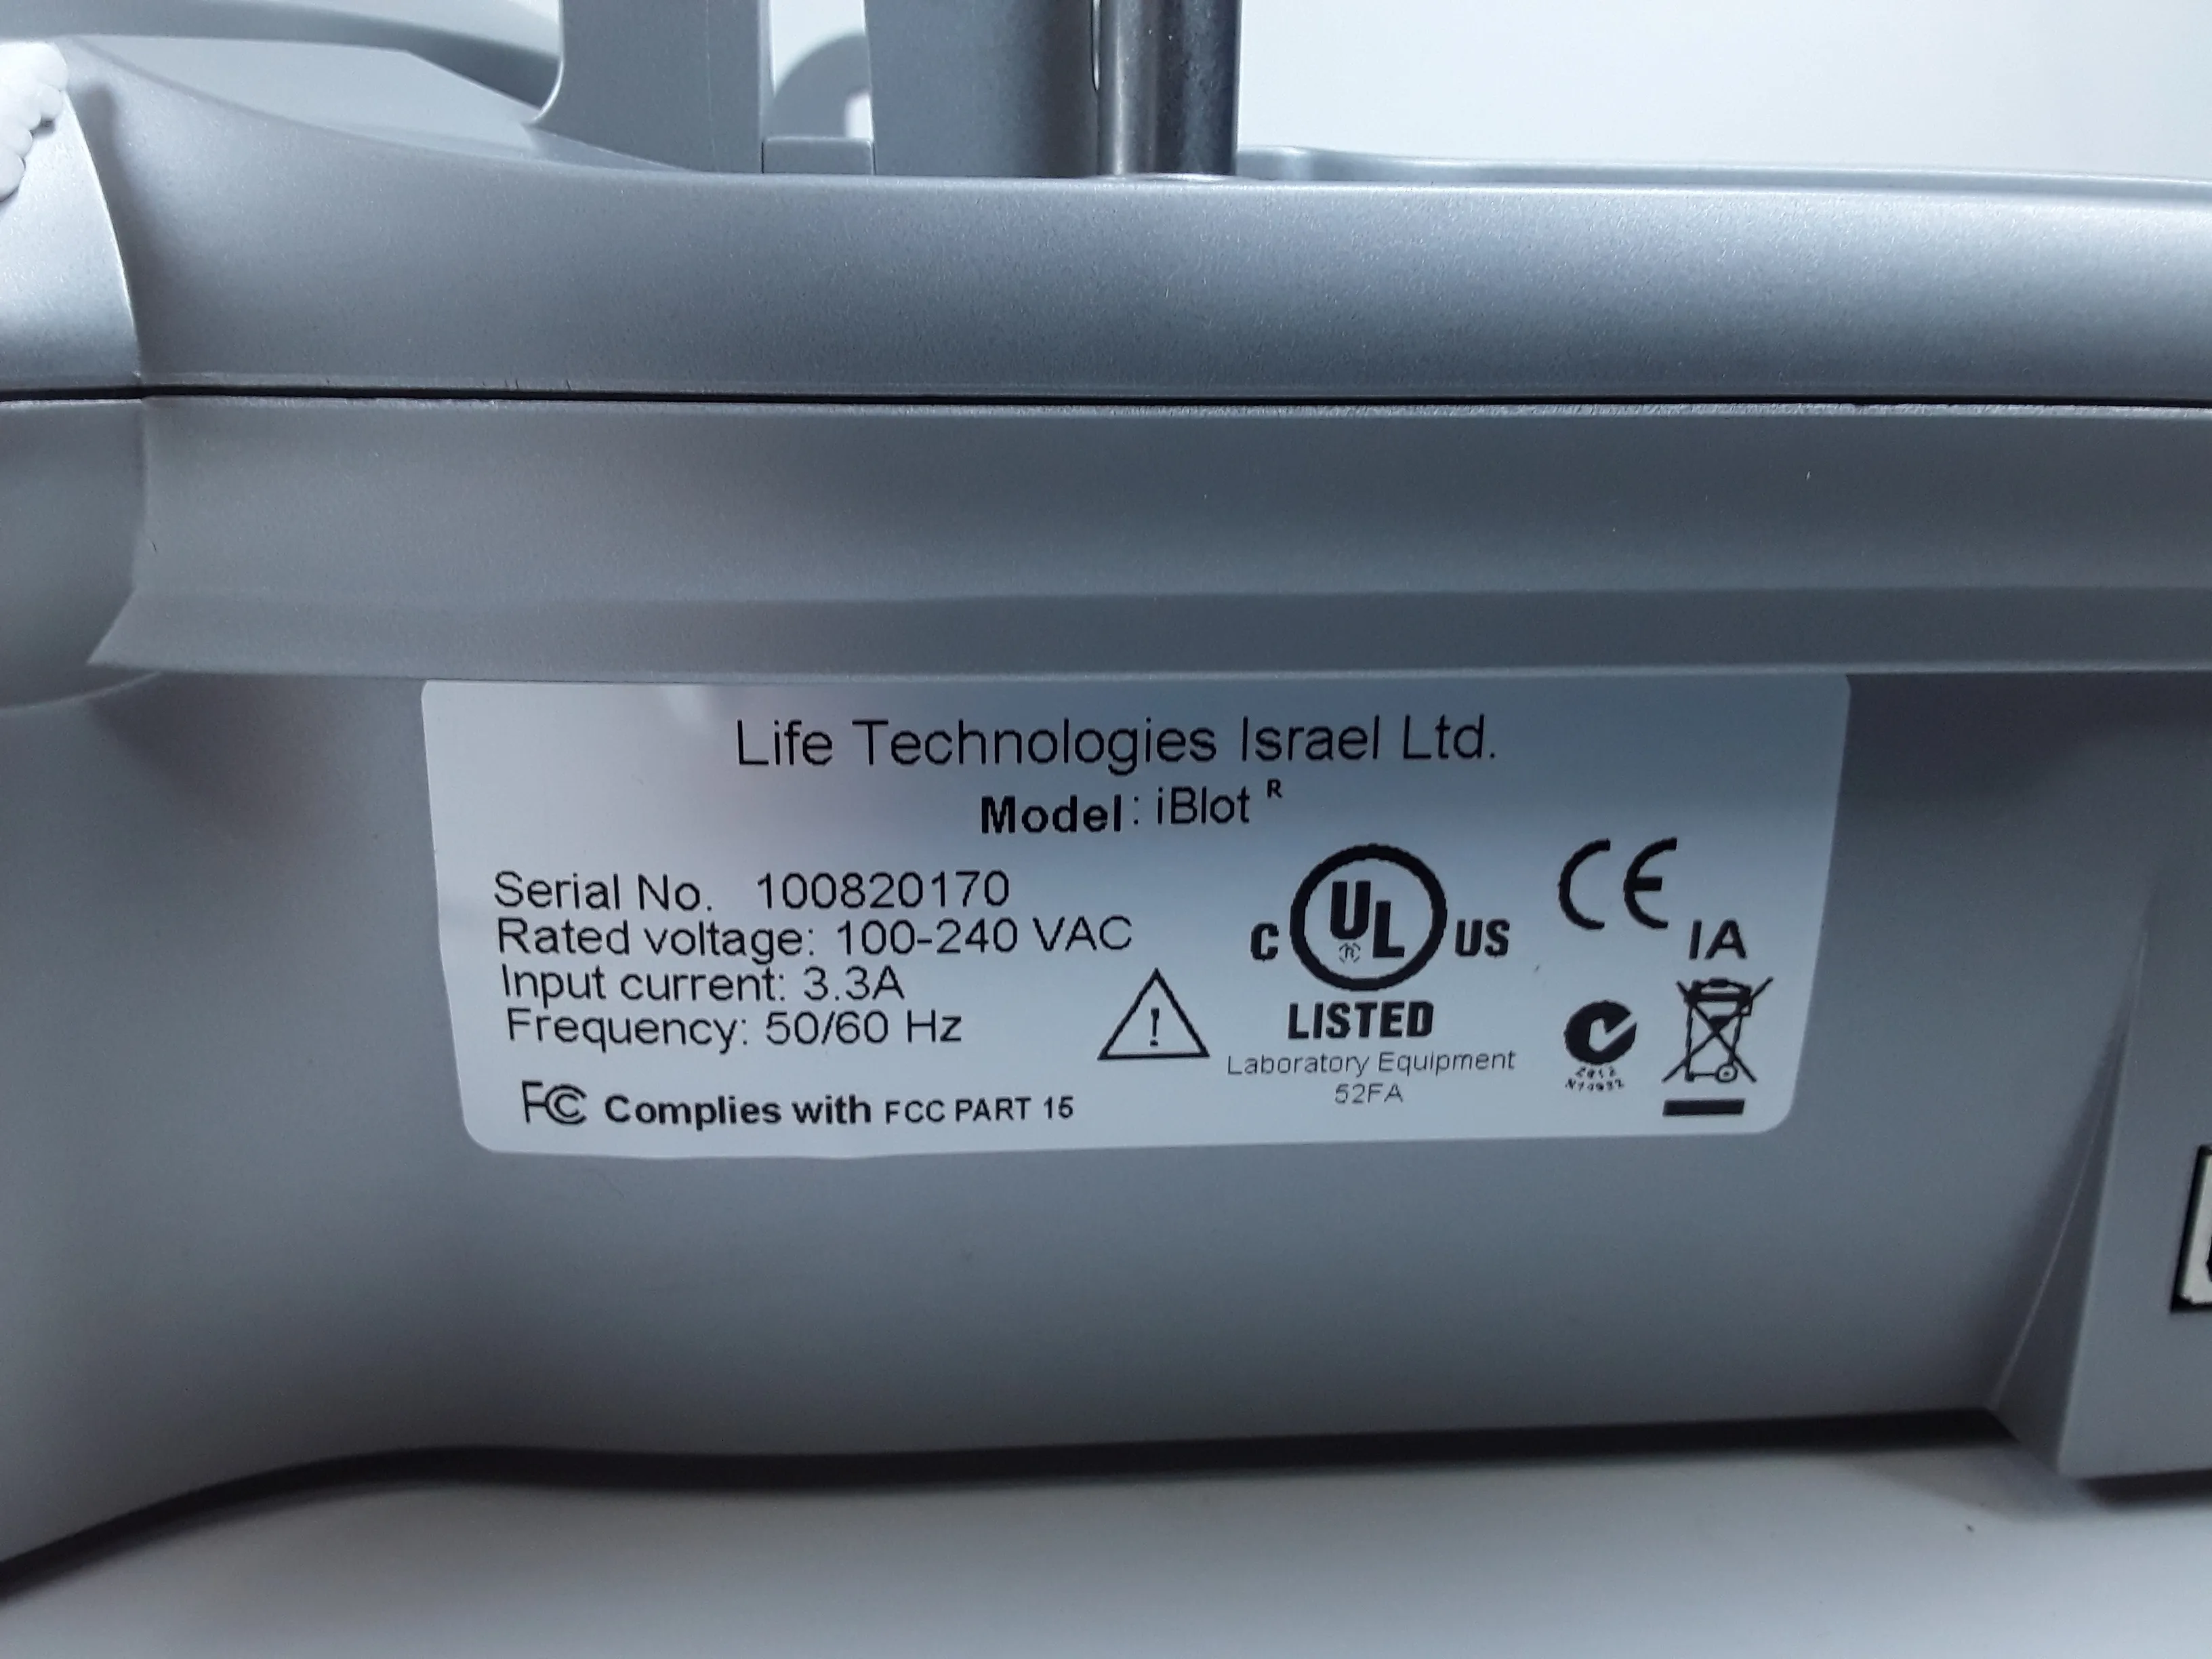 Life Technologies Israel Ltd.
Model: iBlot R
Serial No. 100820170
Rated voltage: 100-240 VAC
Input current: 3.3A
Frequency: 50/60 Hz
FC Complies with FCC PART 15
!
C UL US
®
LISTED
Laboratory Equipment
52FA
CE
IA